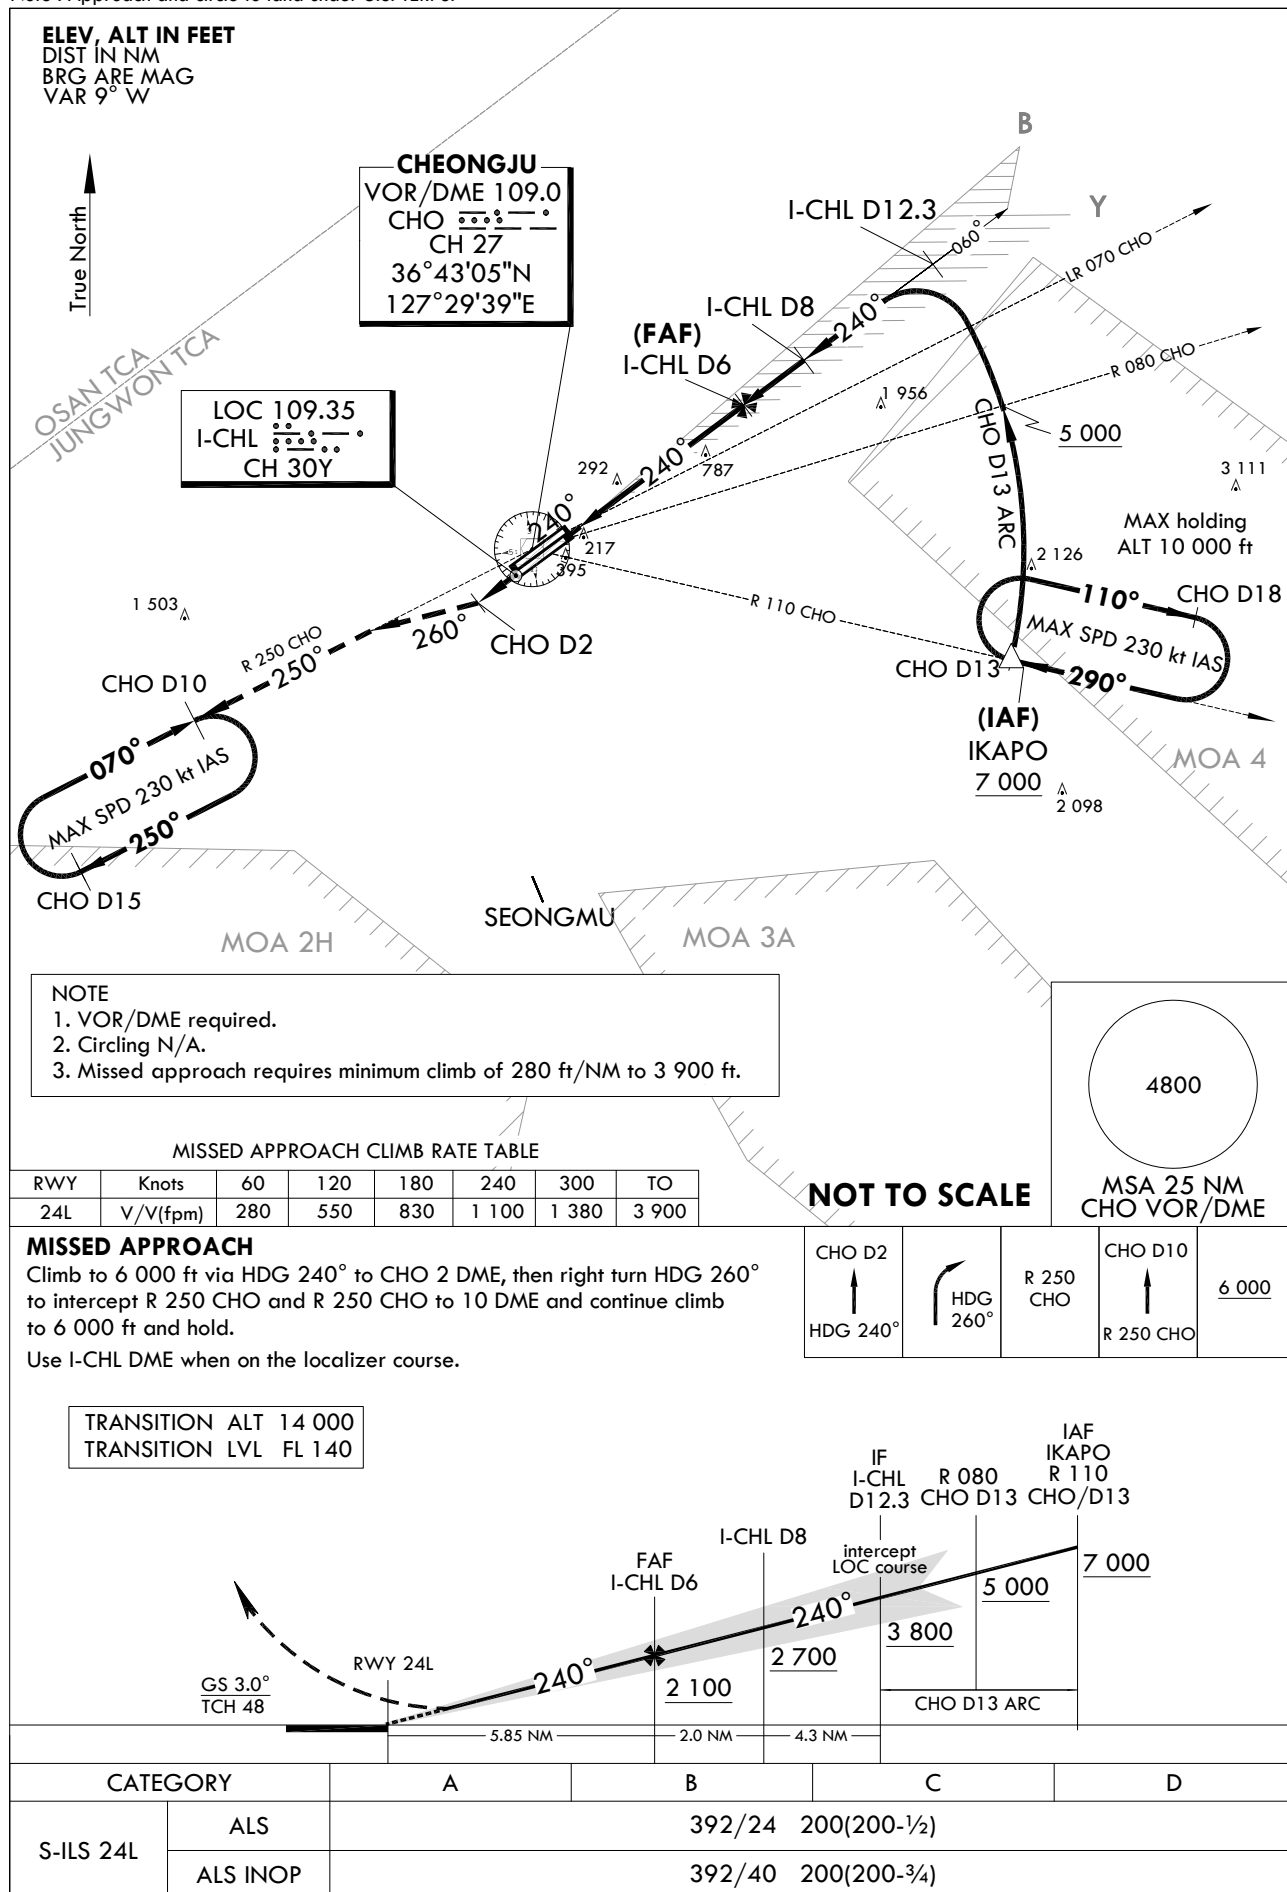 ELEV, ALT IN FEET
DIST IN NM
BRG ARE MAG
VAR 9° W
True North
CHEONGJU
VOR/DME 109.0
CHO
CH 27
36°43'05"N
127°29'39"E
LOC 109.35
I-CHL
CH 30Y
OSAN TCA
JUNGWON TCA
B
Y
I-CHL D12.3
060°
LR 070 CHO
I-CHL D8
240°
(FAF)
I-CHL D6
R 080 CHO
1 956
5 000
CHO D13 ARC
240°
787
292
3 111
MAX holding
ALT 10 000 ft
240°
217
395
2 126
R 110 CHO
110°
CHO D18
MAX SPD 230 kt IAS
CHO D13
290°
(IAF)
IKAPO
7 000
MOA 4
2 098
1 503
260°
CHO D2
R 250 CHO
250°
CHO D10
070°
MAX SPD 230 kt IAS
250°
CHO D15
SEONGMU
MOA 2H
MOA 3A
NOTE
1. VOR/DME required.
2. Circling N/A.
3. Missed approach requires minimum climb of 280 ft/NM to 3 900 ft.
4800
MSA 25 NM
CHO VOR/DME
NOT TO SCALE
MISSED APPROACH CLIMB RATE TABLE
RWY Knots 60 120 180 240 300 TO
24L V/V(fpm) 280 550 830 1 100 1 380 3 900
MISSED APPROACH
Climb to 6 000 ft via HDG 240° to CHO 2 DME, then right turn HDG 260°
to intercept R 250 CHO and R 250 CHO to 10 DME and continue climb
to 6 000 ft and hold.
Use I-CHL DME when on the localizer course.
CHO D2
HDG 240°
HDG
260°
R 250
CHO
CHO D10
R 250 CHO
6 000
TRANSITION ALT 14 000
TRANSITION LVL FL 140
IAF
IKAPO
R 110
CHO/D13
IF
I-CHL
D12.3
R 080
CHO D13
I-CHL D8
FAF
I-CHL D6
intercept
LOC course
7 000
5 000
240°
3 800
2 700
240°
2 100
RWY 24L
GS 3.0°
TCH 48
CHO D13 ARC
5.85 NM
2.0 NM
4.3 NM
CATEGORY A B C D
S-ILS 24L
ALS 392/24 200(200-½)
ALS INOP 392/40 200(200-¾)